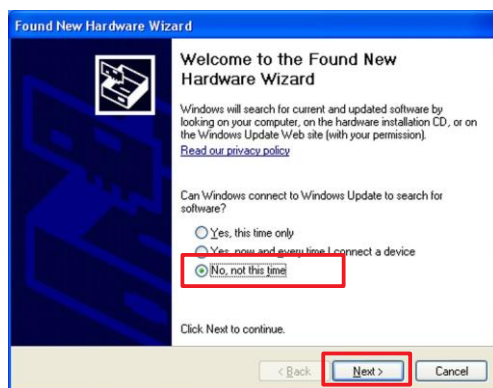 Found New Hardware Wizard
Welcome to the Found New
Hardware Wizard
Windows will search for current and updated software by
looking on your computer, on the hardware installation CD, or on
the Windows Update Web site (with your permission).
Read our privacy policy
Can Windows connect to Windows Update to search for
software?
Yes, this time only
Yes, now and every time I connect a device
No, not this time
Click Next to continue.
< Back
Next >
Cancel